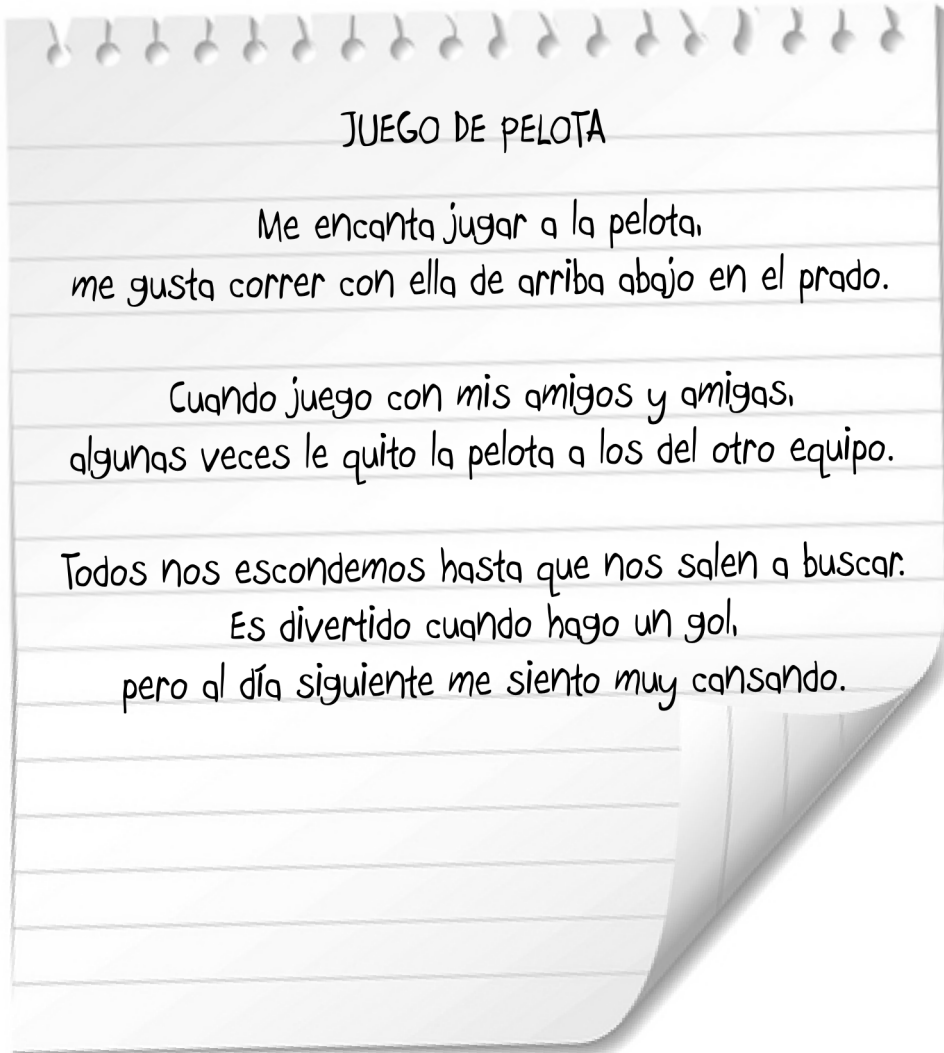 JUEGO DE PELOTA
Me encanta jugar a la pelota,
me gusta correr con ella de arriba abajo en el prado.
Cuando juego con mis amigos y amigas,
algunas veces le quito la pelota a los del otro equipo.
Todos nos escondemos hasta que nos salen a buscar.
Es divertido cuando hago un gol,
pero al día siguiente me siento muy cansando.